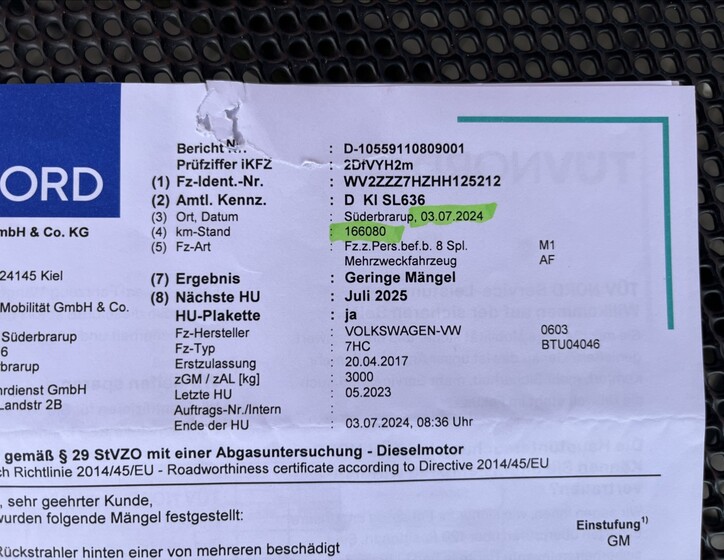 ORD
Bericht
: D-10559110809001
Prüfziffer iKFZ : 2DfVYH2m
(1) Fz-Ident.-Nr. : WV2ZZZ7HZHH125212
(2) Amtl. Kennz. : D KI SL636
(3) Ort, Datum : Süderbrarup, 03.07.2024
mbH & Co. KG
(4) km-Stand : 166080
(5) Fz-Art : Fz.z.Pers.bef.b. 8 Spl. M1
Mehrzweckfahrzeug AF
24145 Kiel
(7) Ergebnis : Geringe Mängel
(8) Nächste HU : Juli 2025
Mobilität GmbH & Co.
HU-Plakette : ja
Fz-Hersteller : VOLKSWAGEN-VW 0603
Süderbrarup
Fz-Typ : 7HC BTU04046
6
Erstzulassung : 20.04.2017
brarup
zGM / zAL [kg] : 3000
Letzte HU : 05.2023
nrdienst GmbH
Auftrags-Nr./Intern :
Landstr 2B
Ende der HU : 03.07.2024, 08:36 Uhr
gemäß § 29 StVZO mit einer Abgasuntersuchung - Dieselmotor
ch Richtlinie 2014/45/EU - Roadworthiness certificate according to Directive 2014/45/EU
, sehr geehrter Kunde,
wurden folgende Mängel festgestellt:
Einstufung1)
GM
Rückstrahler hinten einer von mehreren beschädigt